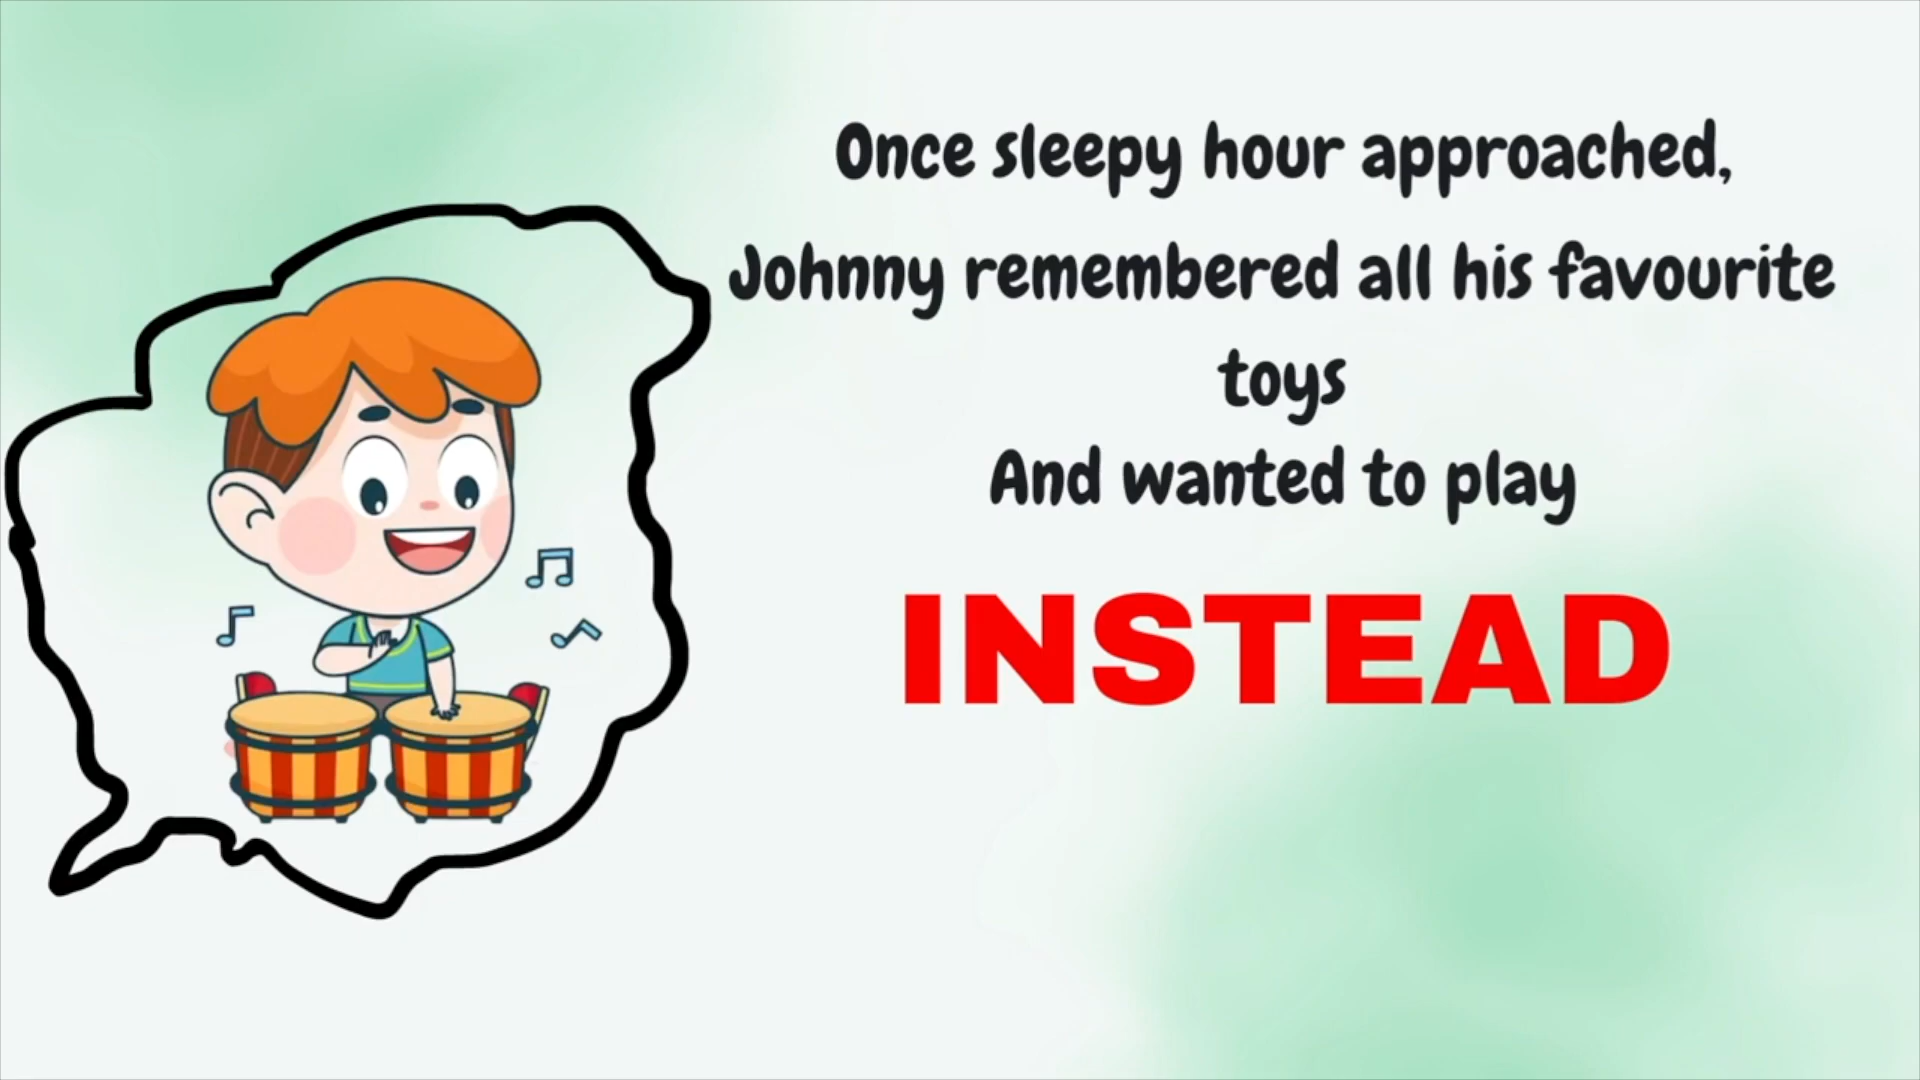 Once sleepy hour approached,
Johnny remembered all his favourite
toys
And wanted to play
INSTEAD